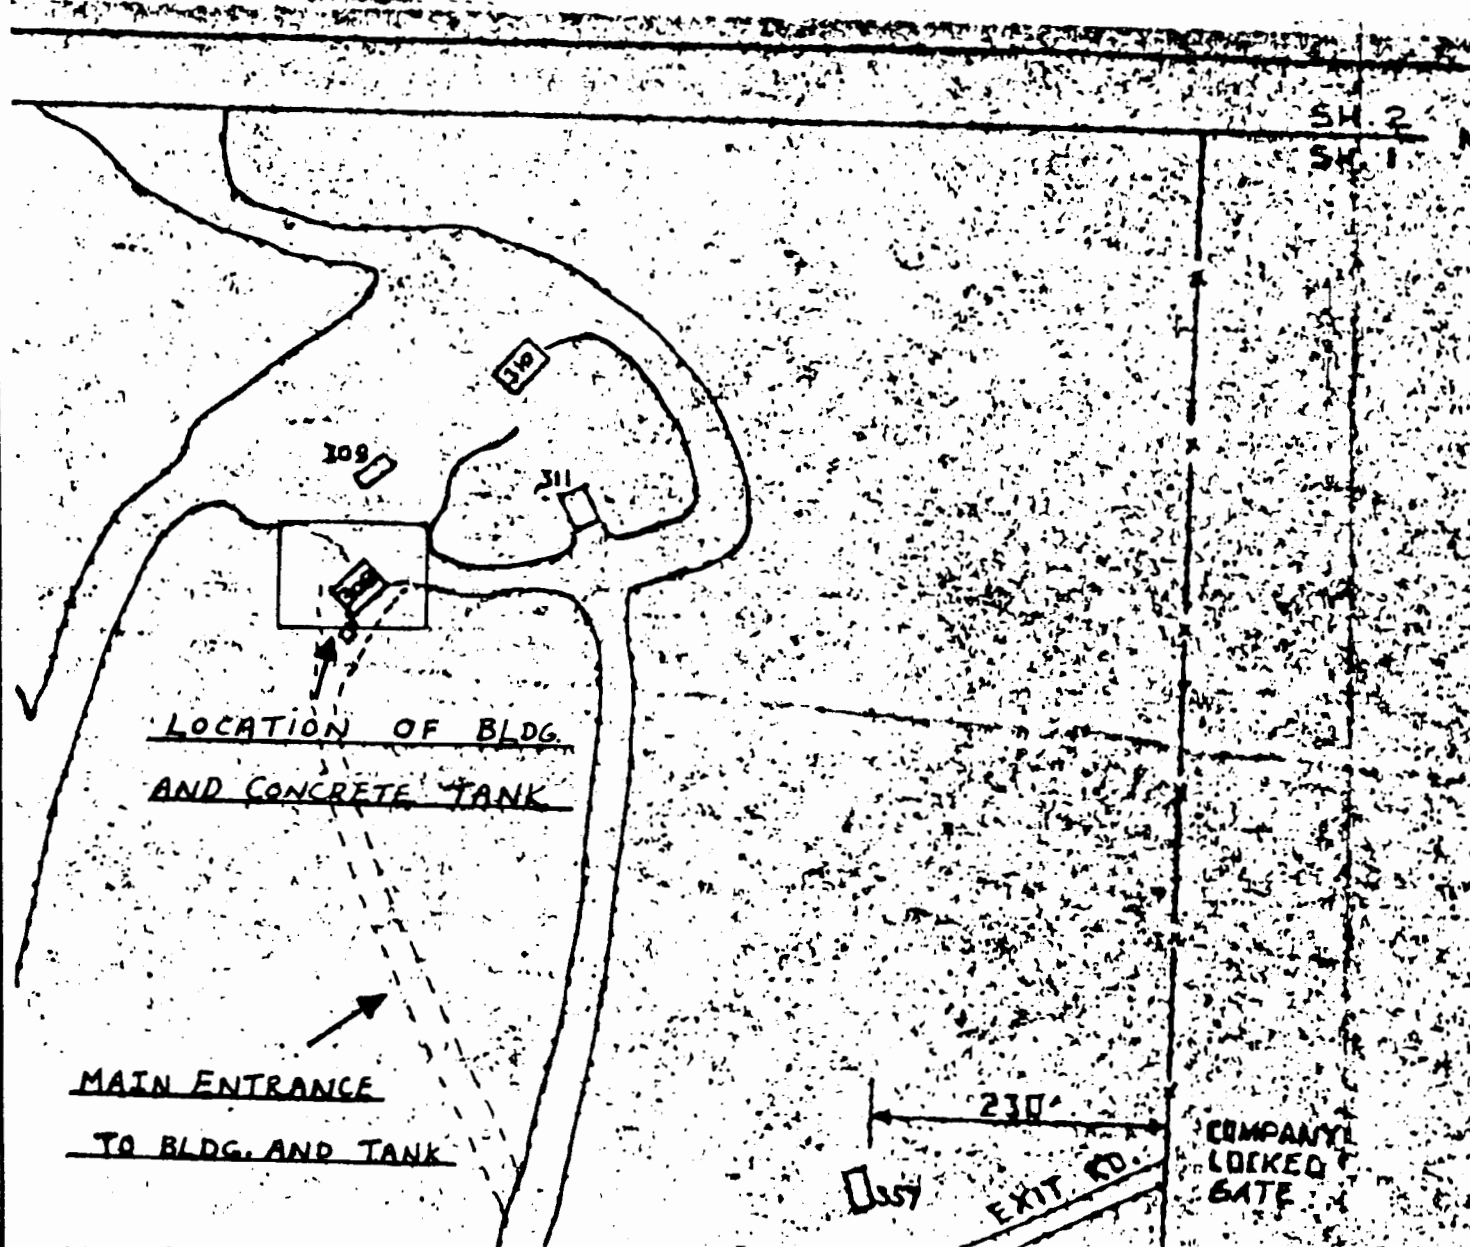 SH. 2
SH. 1
310
309
311
308
LOCATION OF BLDG.
AND CONCRETE TANK
MAIN ENTRANCE
TO BLDG. AND TANK
230'
COMPANY
LOCKED
GATE
EXIT RD.
357